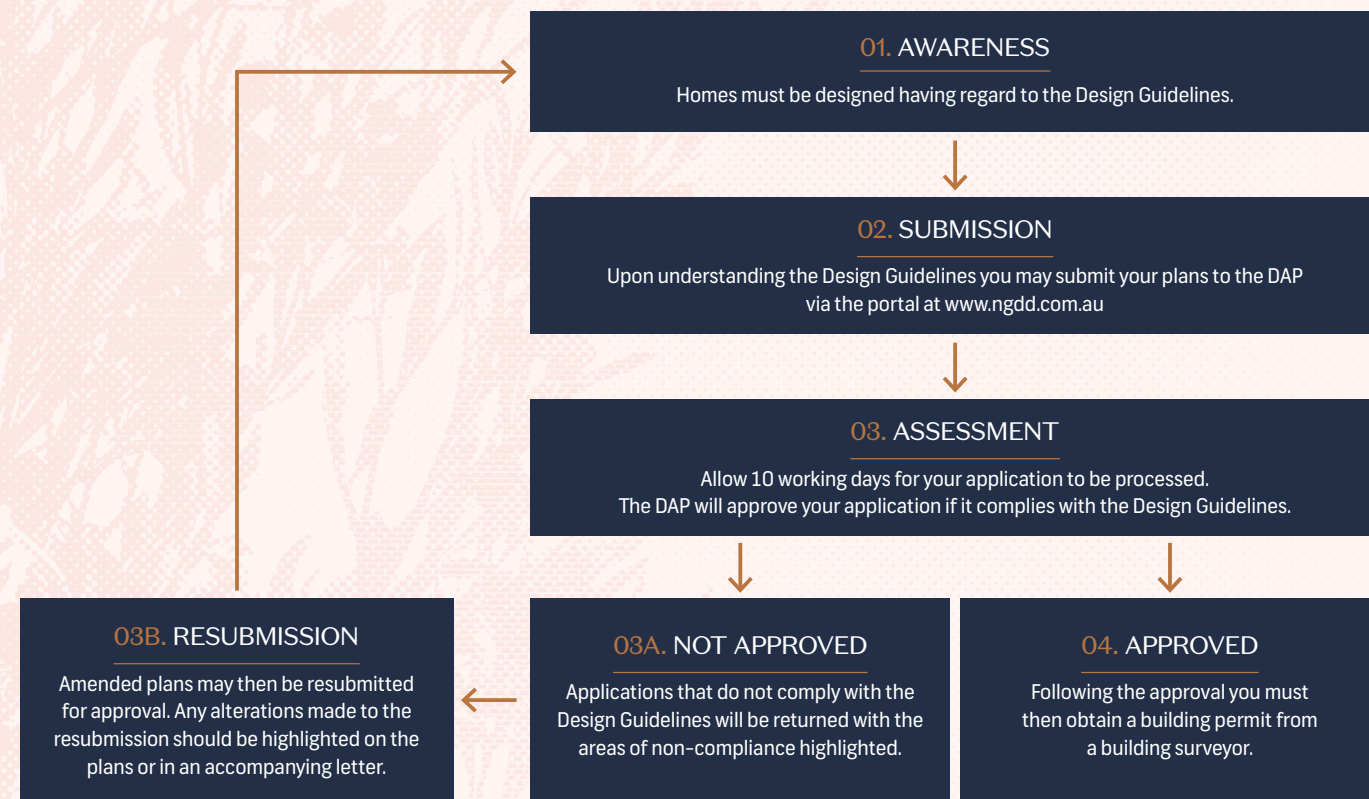 01. AWARENESS
Homes must be designed having regard to the Design Guidelines.
02. SUBMISSION
Upon understanding the Design Guidelines you may submit your plans to the DAP
via the portal at www.ngdd.com.au
03. ASSESSMENT
Allow 10 working days for your application to be processed.
The DAP will approve your application if it complies with the Design Guidelines.
03B. RESUBMISSION
Amended plans may then be resubmitted
for approval. Any alterations made to the
resubmission should be highlighted on the
plans or in an accompanying letter.
03A. NOT APPROVED
Applications that do not comply with the
Design Guidelines will be returned with the
areas of non-compliance highlighted.
04. APPROVED
Following the approval you must
then obtain a building permit from
a building surveyor.